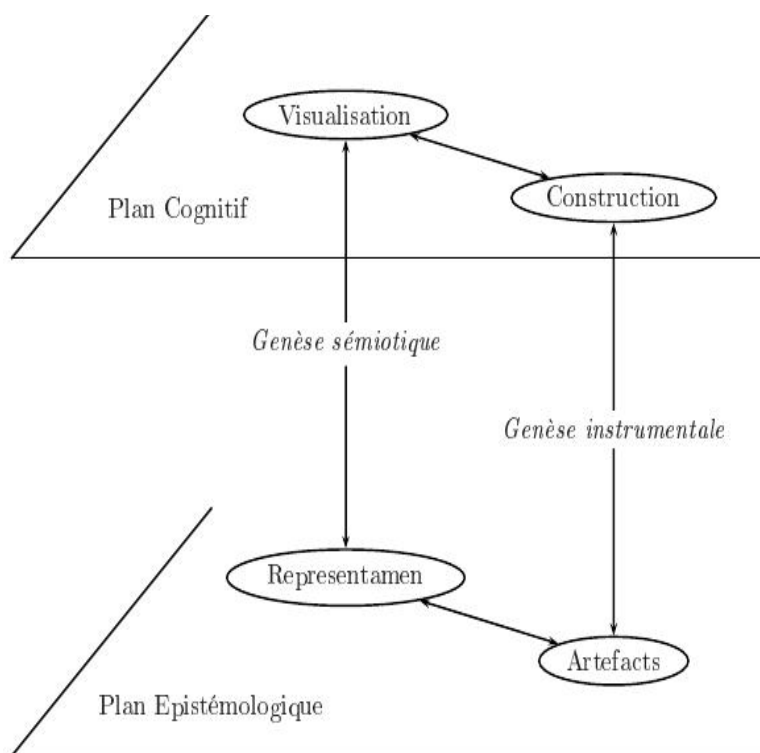 Visualisation
Construction
Plan Cognitif
Genèse sémiotique
Genèse instrumentale
Representamen
Artefacts
Plan Epistémologique